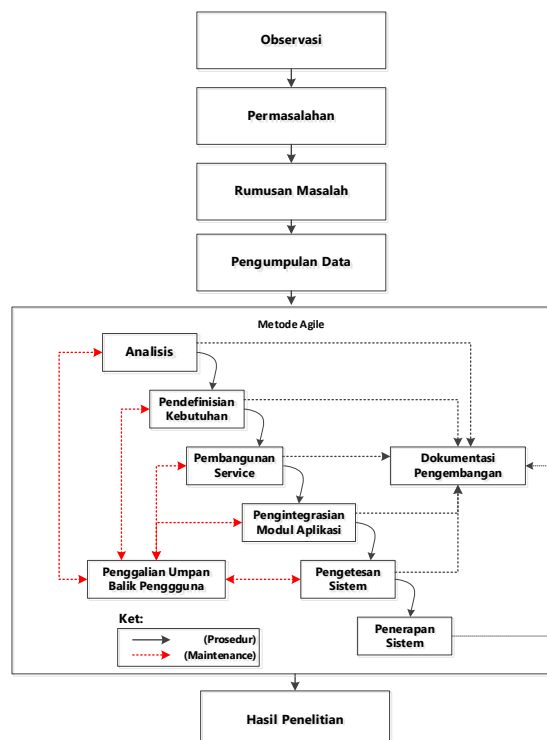 Observasi
Permasalahan
Rumusan Masalah
Pengumpulan Data
Metode Agile
Analisis
Pendefinisian
Kebutuhan
Pembangunan
Service
Dokumentasi
Pengembangan
Pengintegrasian
Modul Aplikasi
Penggalian Umpan
Balik Penggguna
Pengetesan
Sistem
Penerapan
Sistem
Ket:
(Prosedur)
(Maintenance)
Hasil Penelitian